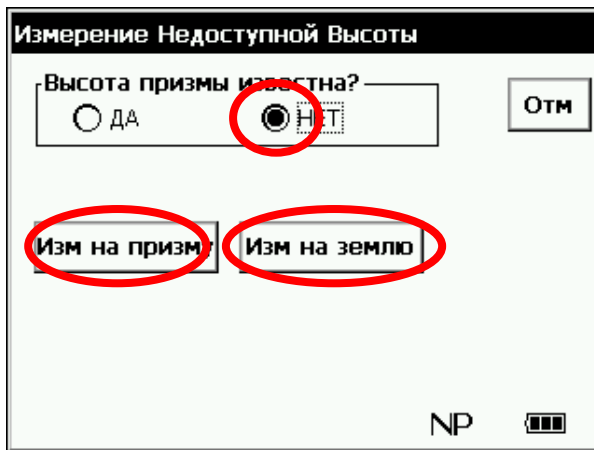 Измерение Недоступной Высоты
Высота призмы известна?
ДА
НЕТ
Отм
Изм на призму
Изм на землю
NP